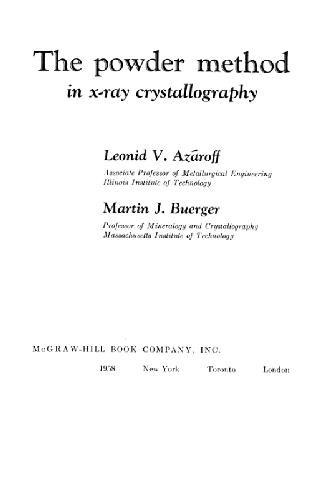 The powder method
in x-ray crystallography
Leonid V. Azároff
Associate Professor of Metallurgical Engineering
Illinois Institute of Technology
Martin J. Buerger
Professor of Mineralogy and Crystallography
Massachusetts Institute of Technology
McGRAW-HILL BOOK COMPANY, INC.
1958 New York Toronto London